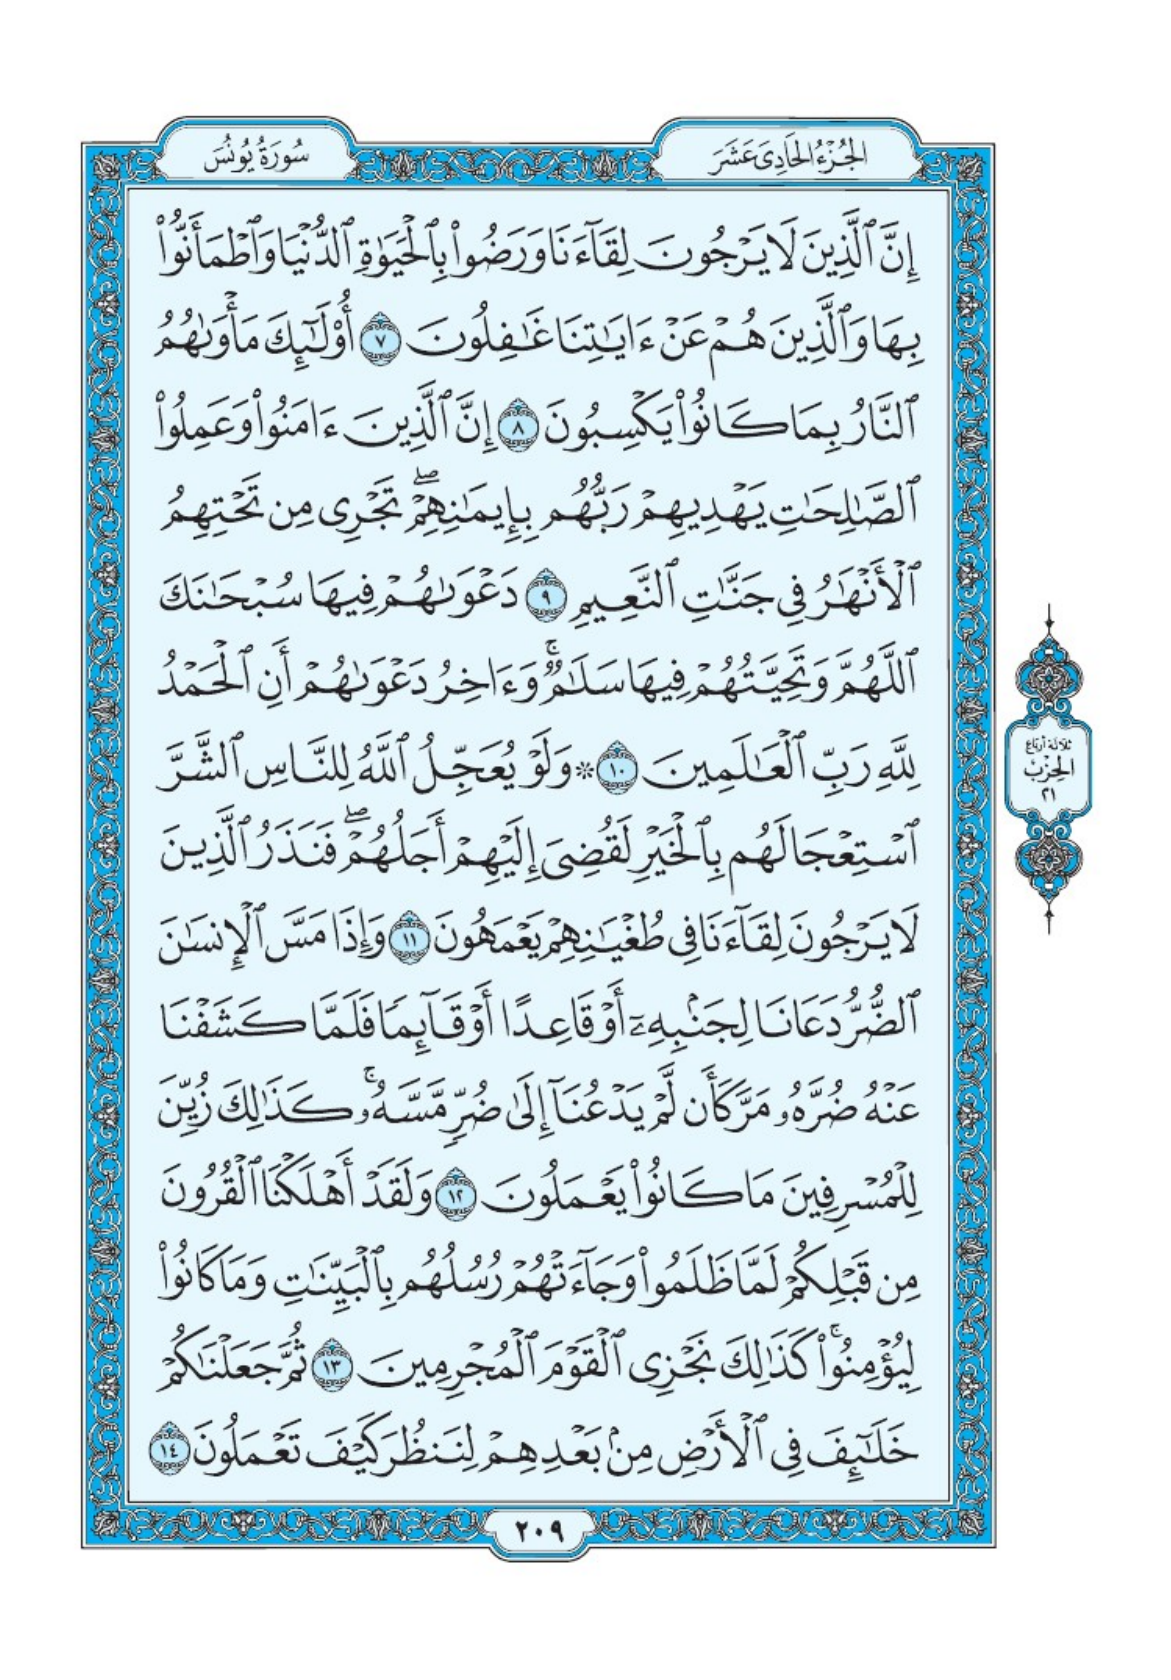 الجُزْءُ الحَادِىَ عَشَرَ
سُورَةُ يُونُسَ
إِنَّ ٱلَّذِينَ لَا يَرْجُونَ لِقَآءَنَا وَرَضُوا۟ بِٱلْحَيَوٰةِ ٱلدُّنْيَا وَٱطْمَأَنُّوا۟
بِهَا وَٱلَّذِينَ هُمْ عَنْ ءَايَٰتِنَا غَٰفِلُونَ ٧ أُو۟لَٰٓئِكَ مَأْوَىٰهُمُ
ٱلنَّارُ بِمَا كَانُوا۟ يَكْسِبُونَ ٨ إِنَّ ٱلَّذِينَ ءَامَنُوا۟ وَعَمِلُوا۟
ٱلصَّٰلِحَٰتِ يَهْدِيهِمْ رَبُّهُم بِإِيمَٰنِهِمْۖ تَجْرِى مِن تَحْتِهِمُ
ٱلْأَنْهَٰرُ فِى جَنَّٰتِ ٱلنَّعِيمِ ٩ دَعْوَىٰهُمْ فِيهَا سُبْحَٰنَكَ
ٱللَّهُمَّ وَتَحِيَّتُهُمْ فِيهَا سَلَٰمٌۚ وَءَاخِرُ دَعْوَىٰهُمْ أَنِ ٱلْحَمْدُ
لِلَّهِ رَبِّ ٱلْعَٰلَمِينَ ١٠ * وَلَوْ يُعَجِّلُ ٱللَّهُ لِلنَّاسِ ٱلشَّرَّ
ٱسْتِعْجَالَهُم بِٱلْخَيْرِ لَقُضِىَ إِلَيْهِمْ أَجَلُهُمْۖ فَنَذَرُ ٱلَّذِينَ
لَا يَرْجُونَ لِقَآءَنَا فِى طُغْيَٰنِهِمْ يَعْمَهُونَ ١١ وَإِذَا مَسَّ ٱلْإِنسَٰنَ
ٱلضُّرُّ دَعَانَا لِجَنۢبِهِۦٓ أَوْ قَاعِدًا أَوْ قَآئِمًا فَلَمَّا كَشَفْنَا
عَنْهُ ضُرَّهُۥ مَرَّ كَأَن لَّمْ يَدْعُنَآ إِلَىٰ ضُرٍّ مَّسَّهُۥۚ كَذَٰلِكَ زُيِّنَ
لِلْمُسْرِفِينَ مَا كَانُوا۟ يَعْمَلُونَ ١٢ وَلَقَدْ أَهْلَكْنَا ٱلْقُرُونَ
مِن قَبْلِكُمْ لَمَّا ظَلَمُوا۟ وَجَآءَتْهُمْ رُسُلُهُم بِٱلْبَيِّنَٰتِ وَمَا كَانُوا۟
لِيُؤْمِنُوا۟ۚ كَذَٰلِكَ نَجْزِى ٱلْقَوْمَ ٱلْمُجْرِمِينَ ١٣ ثُمَّ جَعَلْنَٰكُمْ
خَلَٰٓئِفَ فِى ٱلْأَرْضِ مِنۢ بَعْدِهِمْ لِنَنظُرَ كَيْفَ تَعْمَلُونَ ١٤
ثلاثة أرباع
الحِزْب
٢١
٢٠٩